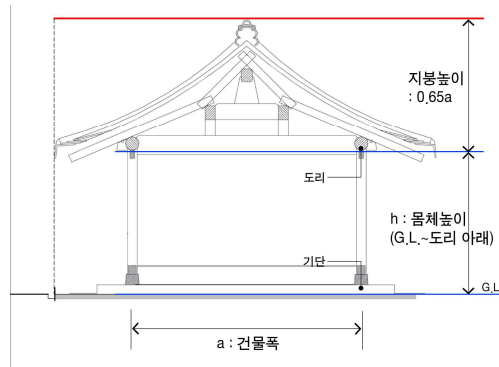 지붕높이
: 0.65a
도리
h : 몸체높이
(G.L.~도리 아래)
기단
G.L
a : 건물폭